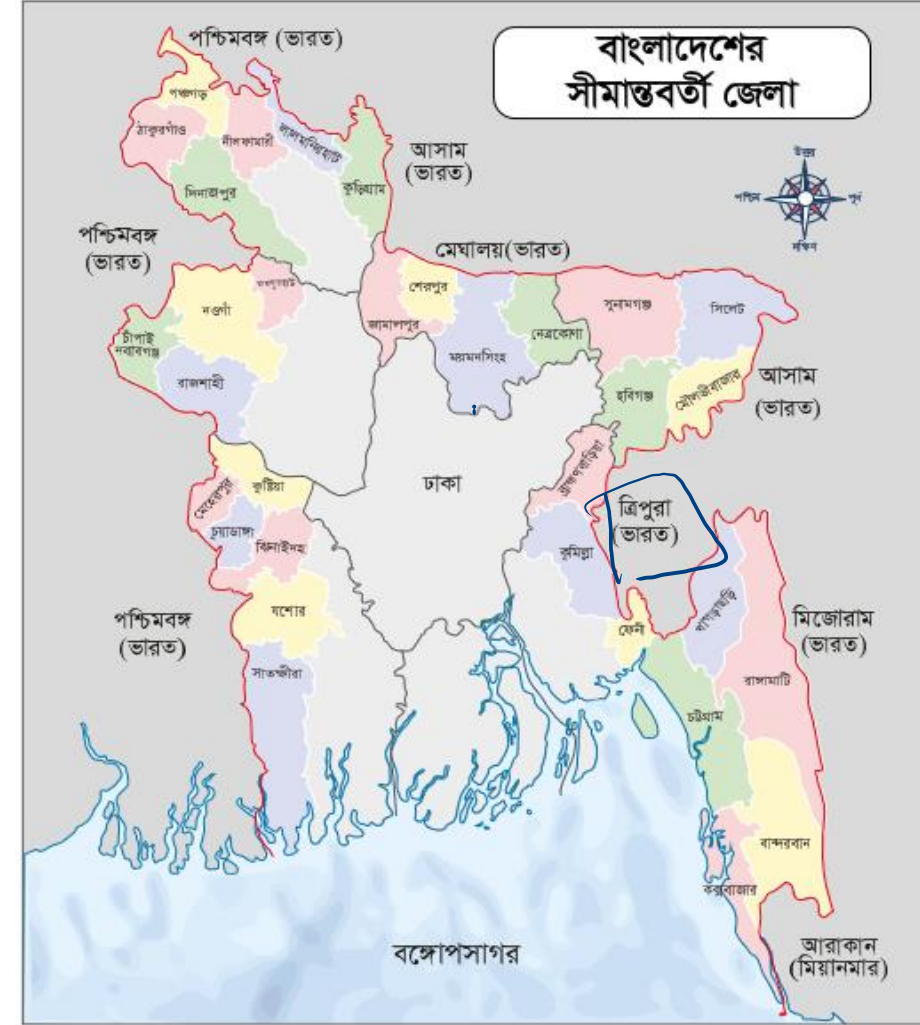 পশ্চিমবঙ্গ (ভারত)
বাংলাদেশের
সীমান্তবর্তী জেলা
পঞ্চগড়
ঠাকুরগাঁও
নীলফামারী
লালমনিরহাট
দিনাজপুর
কুড়িগ্রাম
আসাম
(ভারত)
উত্তর
পশ্চিম
পূর্ব
দক্ষিণ
পশ্চিমবঙ্গ
(ভারত)
মেঘালয়(ভারত)
নওগাঁ
জয়পুরহাট
শেরপুর
জামালপুর
সুনামগঞ্জ
সিলেট
নেত্রকোণা
ময়মনসিংহ
চাঁপাই
নবাবগঞ্জ
রাজশাহী
হবিগঞ্জ
মৌলভীবাজার
আসাম
(ভারত)
ঢাকা
ব্রাহ্মণবাড়িয়া
মেহেরপুর
কুষ্টিয়া
চুয়াডাঙ্গা
ঝিনাইদহ
ত্রিপুরা
(ভারত)
কুমিল্লা
যশোর
পশ্চিমবঙ্গ
(ভারত)
ফেনী
খাগড়াছড়ি
মিজোরাম
(ভারত)
সাতক্ষীরা
রাঙ্গামাটি
চট্টগ্রাম
বান্দরবান
কক্সবাজার
বঙ্গোপসাগর
আরাকান
(মিয়ানমার)